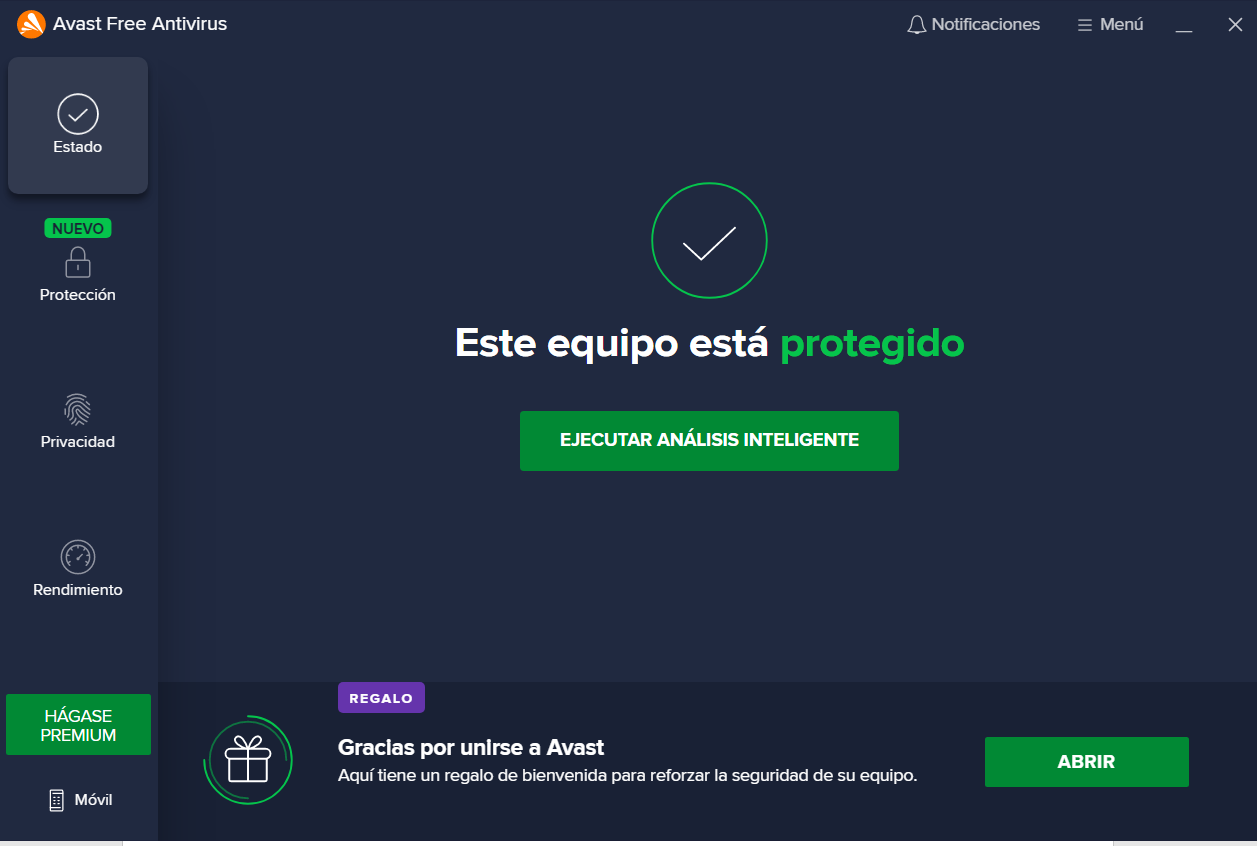 Avast Free Antivirus
Notificaciones
Menú
Estado
NUEVO
Protección
Privacidad
Rendimiento
HÁGASE
PREMIUM
Móvil
Este equipo está protegido
EJECUTAR ANÁLISIS INTELIGENTE
REGALO
Gracias por unirse a Avast
Aquí tiene un regalo de bienvenida para reforzar la seguridad de su equipo.
ABRIR